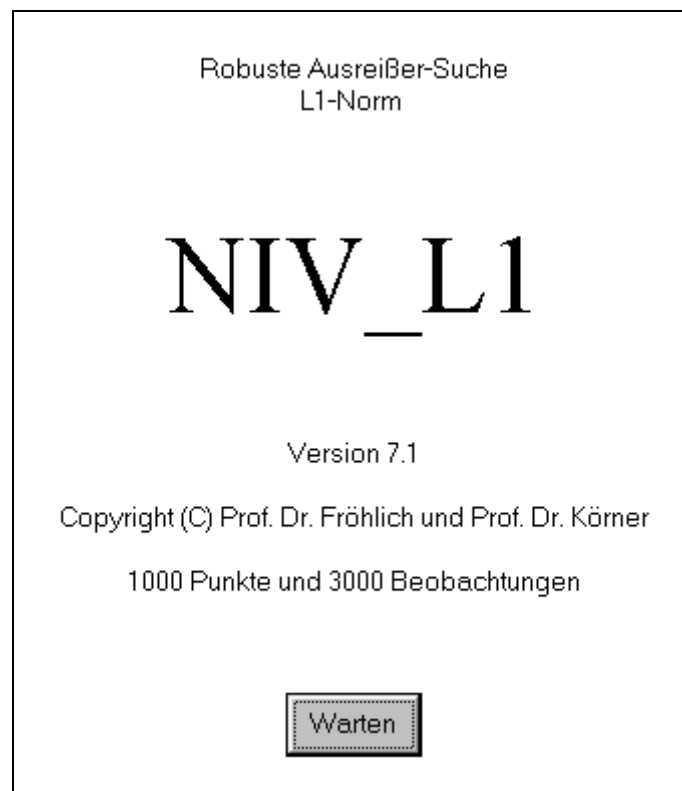 Robuste Ausreißer-Suche
L1-Norm
NIV_L1
Version 7.1
Copyright (C) Prof. Dr. Fröhlich und Prof. Dr. Körner
1000 Punkte und 3000 Beobachtungen
Warten